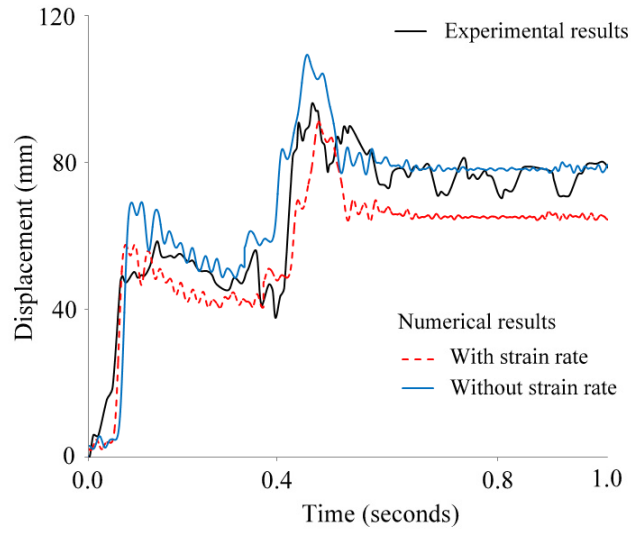 120
Experimental results
80
Displacement (mm)
40
Numerical results
With strain rate
Without strain rate
0
0.0
0.4
0.8
1.0
Time (seconds)